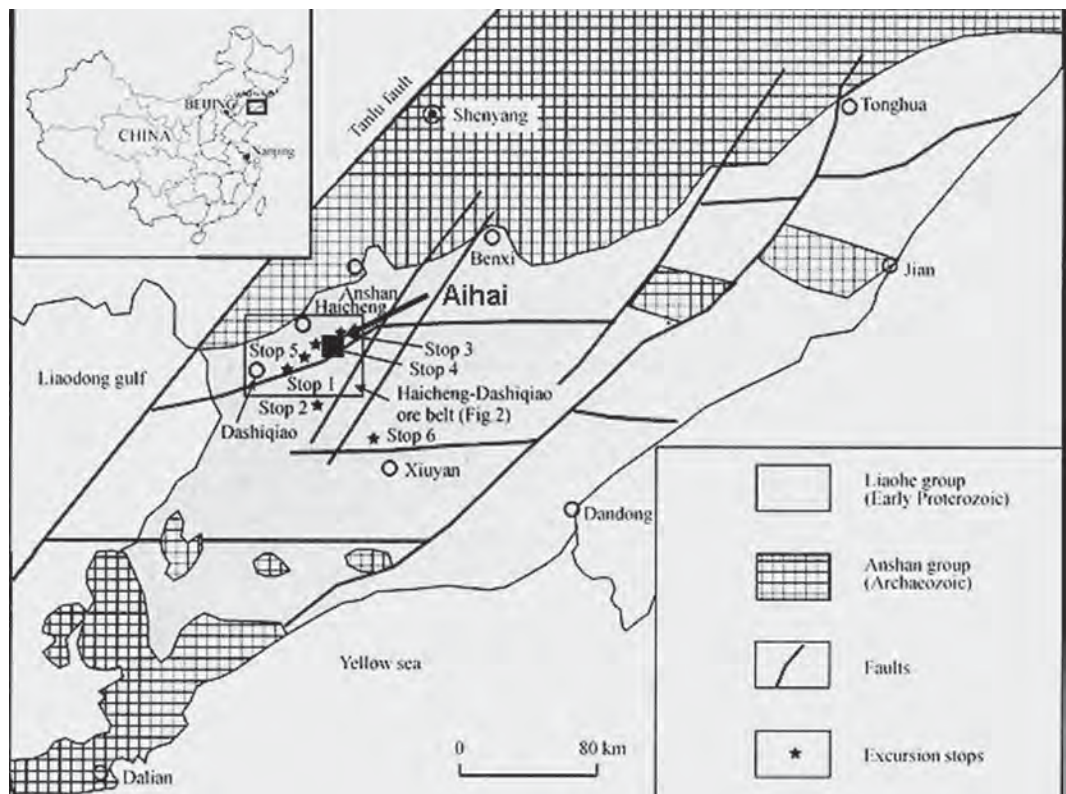 BEIJING
CHINA
Nanjing
Tanlu fault
Shenyang
Tonghua
Benxi
Jian
Anshan
Haicheng
Aihai
Stop 5
Stop 3
Stop 4
Liaodong gulf
Stop 1
Haicheng-Dashiqiao
ore belt (Fig 2)
Stop 2
Dashiqiao
Stop 6
Xiuyan
Dandong
Yellow sea
Dalian
0 80 km
Liaohe group
(Early Proterozoic)
Anshan group
(Archaeozoic)
Faults
Excursion stops